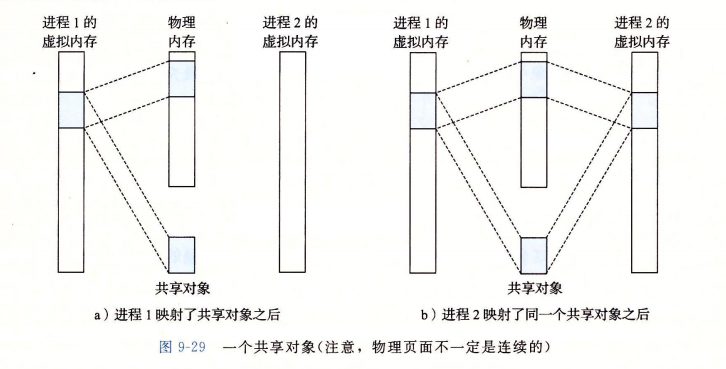 进程 1 的
虚拟内存
物理
内存
进程 2 的
虚拟内存
共享对象
a）进程 1 映射了共享对象之后
进程 1 的
虚拟内存
物理
内存
进程 2 的
虚拟内存
共享对象
b）进程 2 映射了同一个共享对象之后
图 9-29 一个共享对象(注意，物理页面不一定是连续的)